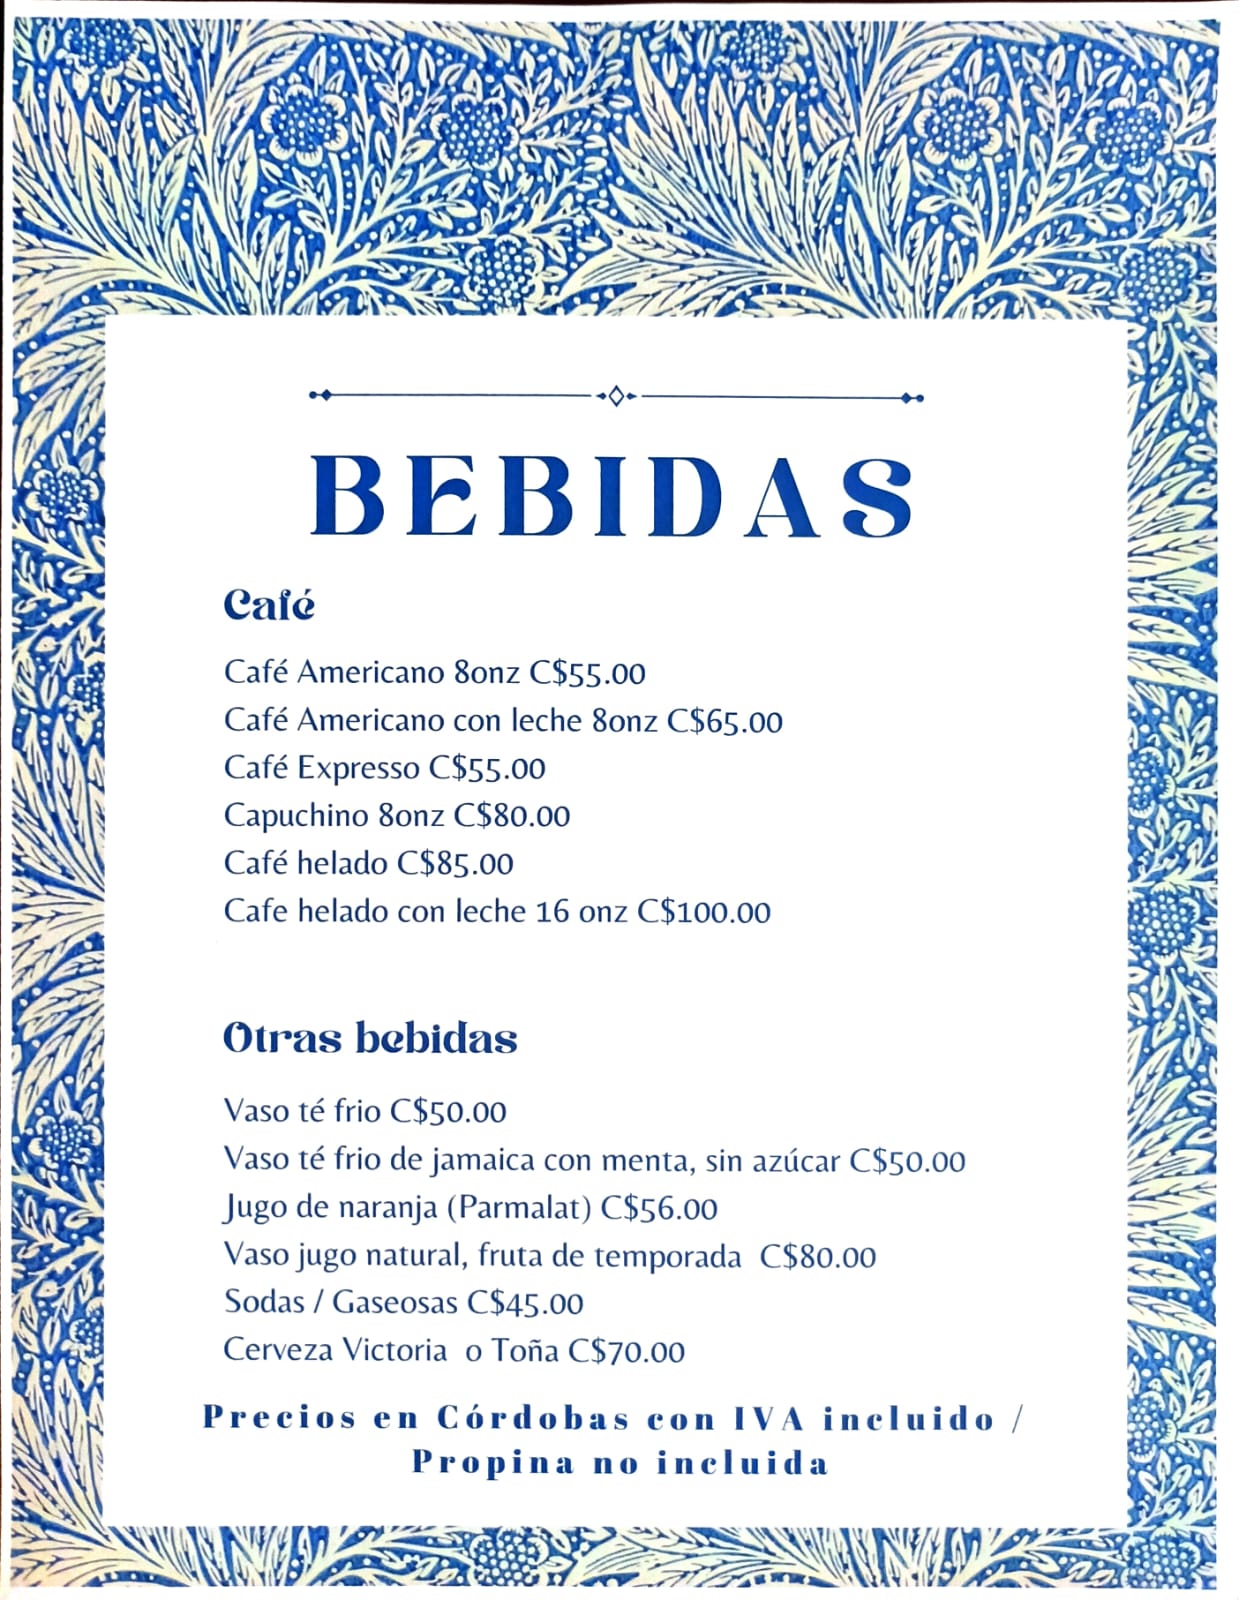 BEBIDAS
Café
Café Americano 8onz C$55.00
Café Americano con leche 8onz C$65.00
Café Expresso C$55.00
Capuchino 8onz C$80.00
Café helado C$85.00
Cafe helado con leche 16 onz C$100.00
Otras bebidas
Vaso té frio C$50.00
Vaso té frio de jamaica con menta, sin azúcar C$50.00
Jugo de naranja (Parmalat) C$56.00
Vaso jugo natural, fruta de temporada C$80.00
Sodas / Gaseosas C$45.00
Cerveza Victoria o Toña C$70.00
Precios en Córdobas con IVA incluido /
Propina no incluida